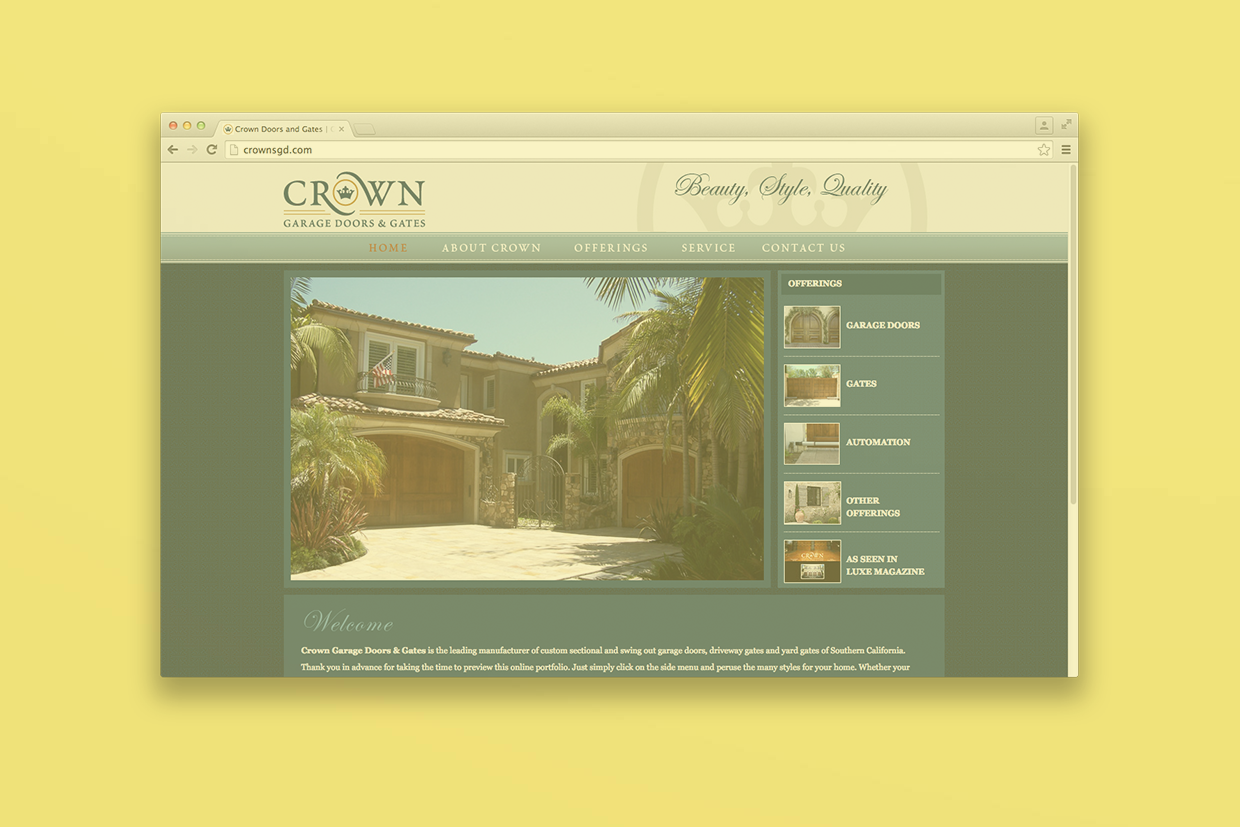 Crown Doors and Gates |
crownsgd.com
CROWN
GARAGE DOORS & GATES
Beauty, Style, Quality
HOME ABOUT CROWN OFFERINGS SERVICE CONTACT US
OFFERINGS
GARAGE DOORS
GATES
AUTOMATION
OTHER
OFFERINGS
AS SEEN IN
LUXE MAGAZINE
Welcome
Crown Garage Doors & Gates is the leading manufacturer of custom sectional and swing out garage doors, driveway gates and yard gates of Southern California.
Thank you in advance for taking the time to preview this online portfolio. Just simply click on the side menu and peruse the many styles for your home. Whether your